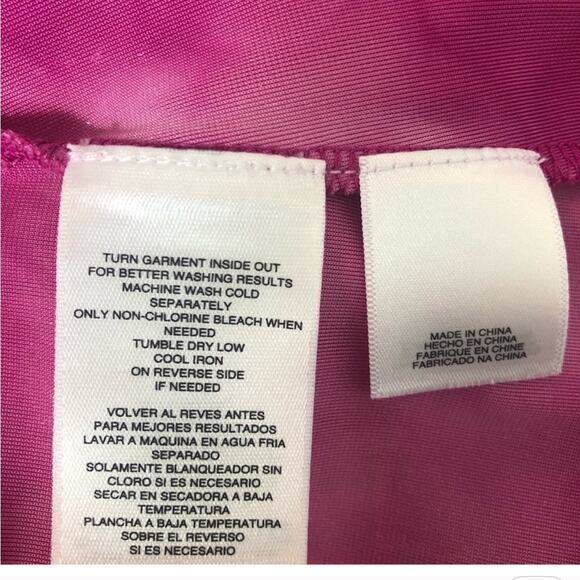 TURN GARMENT INSIDE OUT
FOR BETTER WASHING RESULTS
MACHINE WASH COLD
SEPARATELY
ONLY NON-CHLORINE BLEACH WHEN
NEEDED
TUMBLE DRY LOW
COOL IRON
ON REVERSE SIDE
IF NEEDED
VOLVER AL REVES ANTES
PARA MEJORES RESULTADOS
LAVAR A MAQUINA EN AGUA FRIA
SEPARADO
SOLAMENTE BLANQUEADOR SIN
CLORO SI ES NECESARIO
SECAR EN SECADORA A BAJA
TEMPERATURA
PLANCHA A BAJA TEMPERATURA
SOBRE EL REVERSO
SI ES NECESARIO
MADE IN CHINA
HECHO EN CHINA
FABRIQUE EN CHINE
FABRICADO NA CHINA